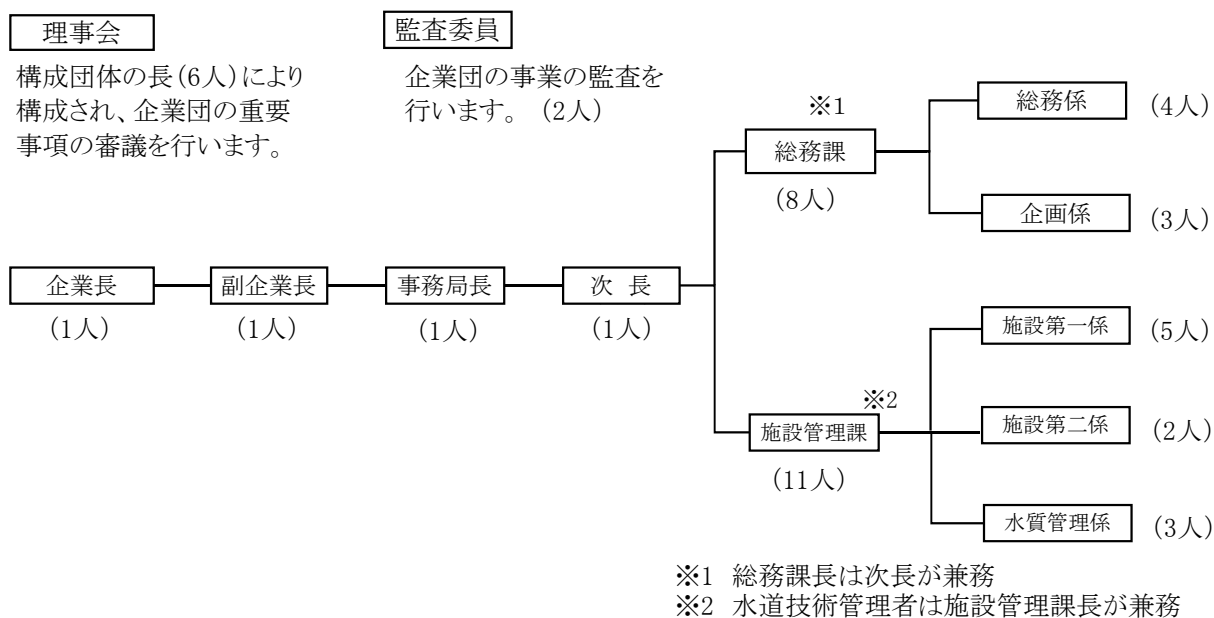 理事会
構成団体の長(6人)により
構成され、企業団の重要
事項の審議を行います。
監査委員
企業団の事業の監査を
行います。(2人)
企業長
(1人)
副企業長
(1人)
事務局長
(1人)
次 長
(1人)
※1
総務課
(8人)
総務係
(4人)
企画係
(3人)
※2
施設管理課
(11人)
施設第一係
(5人)
施設第二係
(2人)
水質管理係
(3人)
※1 総務課長は次長が兼務
※2 水道技術管理者は施設管理課長が兼務